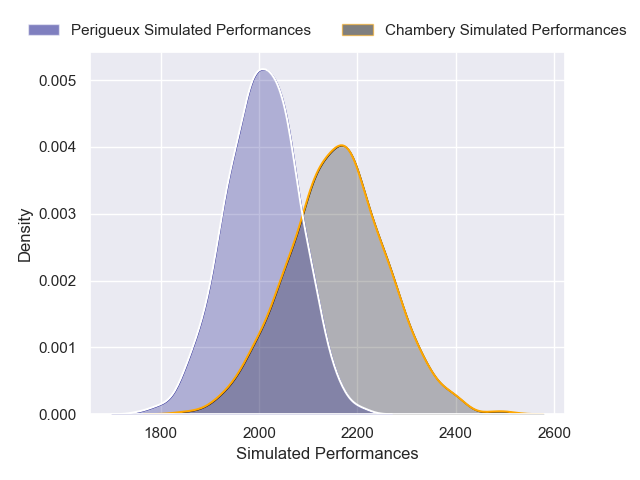 Perigueux Simulated Performances
Chambery Simulated Performances
0.005
0.004
0.003
0.002
0.001
0.000
Density
1800
2000
2200
2400
2600
Simulated Performances